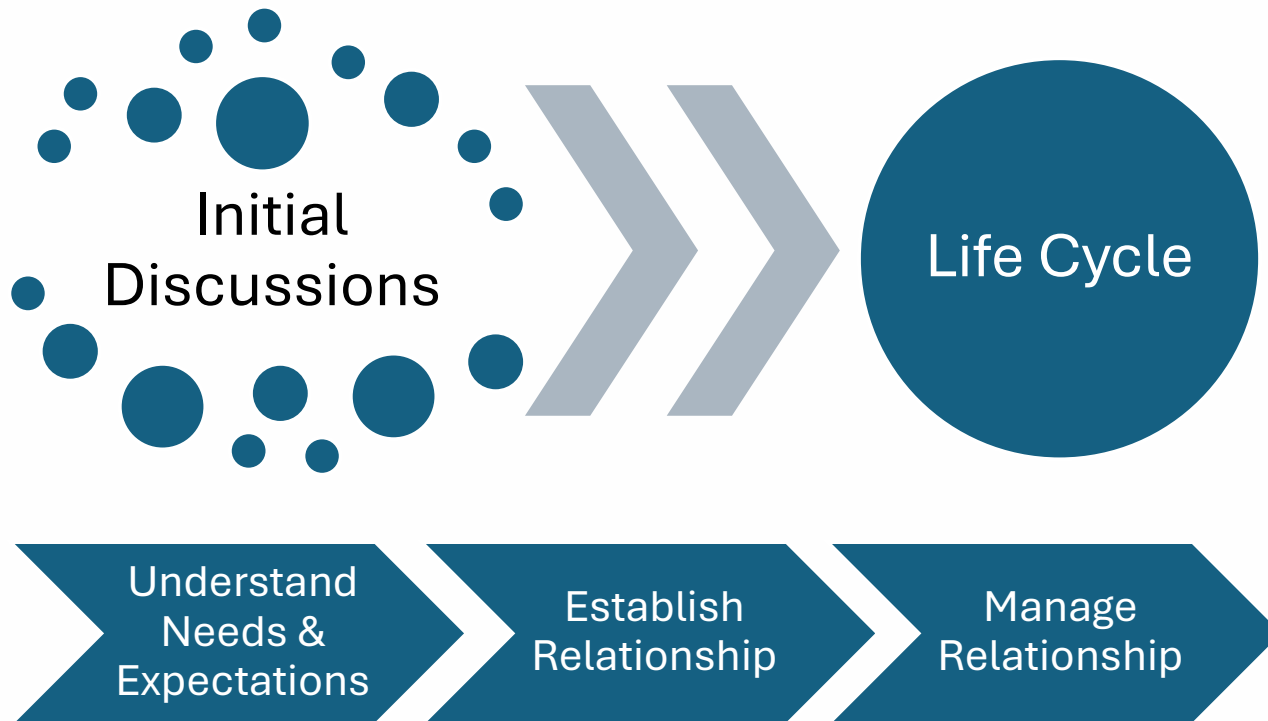 Initial
Discussions
Life Cycle
Understand
Needs &
Expectations
Establish
Relationship
Manage
Relationship